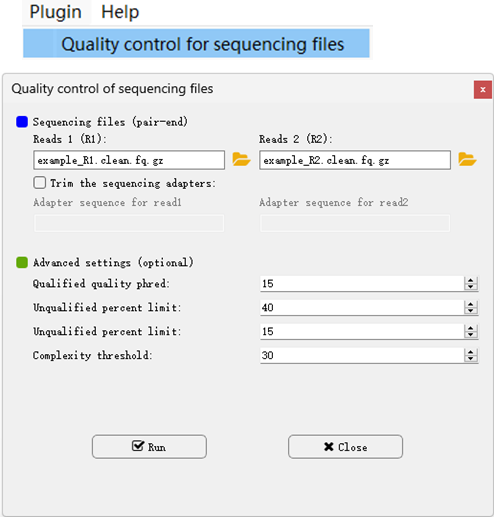 Plugin Help
Quality control for sequencing files
Quality control of sequencing files x
Sequencing files (pair-end)
Reads 1 (R1): Reads 2 (R2):
example_R1.clean.fq.gz example_R2.clean.fq.gz
Trim the sequencing adapters:
Adapter sequence for read1 Adapter sequence for read2
Advanced settings (optional)
Qualified quality phred: 15
Unqualified percent limit: 40
Unqualified percent limit: 15
Complexity threshold: 30
Run Close